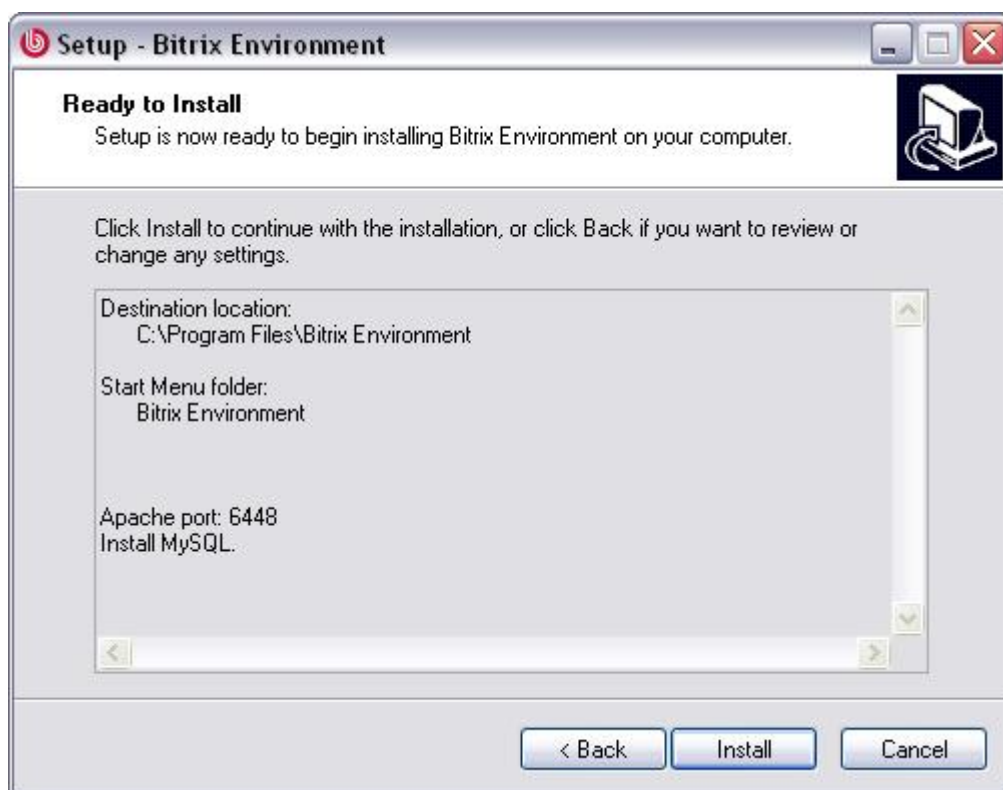 Setup - Bitrix Environment
Ready to Install
Setup is now ready to begin installing Bitrix Environment on your computer.
Click Install to continue with the installation, or click Back if you want to review or
change any settings.
Destination location:
C:\Program Files\Bitrix Environment
Start Menu folder:
Bitrix Environment
Apache port: 6448
Install MySQL.
< Back
Install
Cancel